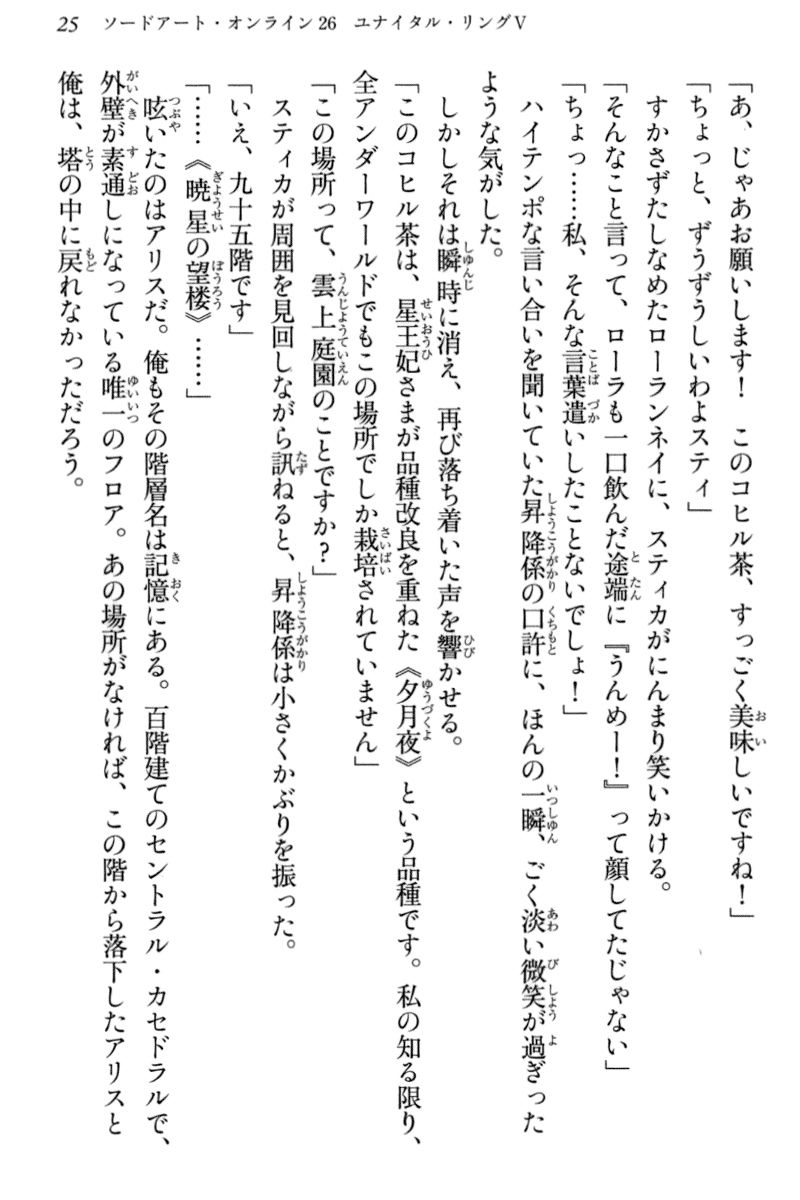 25 ソードアート・オンライン26 ユナイタル・リングⅤ
「あ、じゃあお願いします！　このコヒル茶、すっごく美味しいですね！」
「ちょっと、ずうずうしいわよスティ」
　すかさずたしなめたローランネイに、スティカがにんまり笑いかける。
「そんなこと言って、ローラも一口飲んだ途端に『うんめー！』って顔してたじゃない」
「ちょっ……私、そんな言葉遣いしたことないでしょ！」
　ハイテンポな言い合いを聞いていた昇降係の口許に、ほんの一瞬、ごく淡い微笑が過ぎった
ような気がした。
　しかしそれは瞬時に消え、再び落ち着いた声を響かせる。
「このコヒル茶は、星王妃さまが品種改良を重ねた《夕月夜》という品種です。私の知る限り、
全アンダーワールドでもこの場所でしか栽培されていません」
「この場所って、雲上庭園のことですか？」
　スティカが周囲を見回しながら訊ねると、昇降係は小さくかぶりを振った。
「いえ、九十五階です」
「……《暁星の望楼》……」
　呟いたのはアリスだ。俺もその階層名は記憶にある。百階建てのセントラル・カセドラルで、
外壁が素通しになっている唯一のフロア。あの場所がなければ、この階から落下したアリスと
俺は、塔の中に戻れなかっただろう。